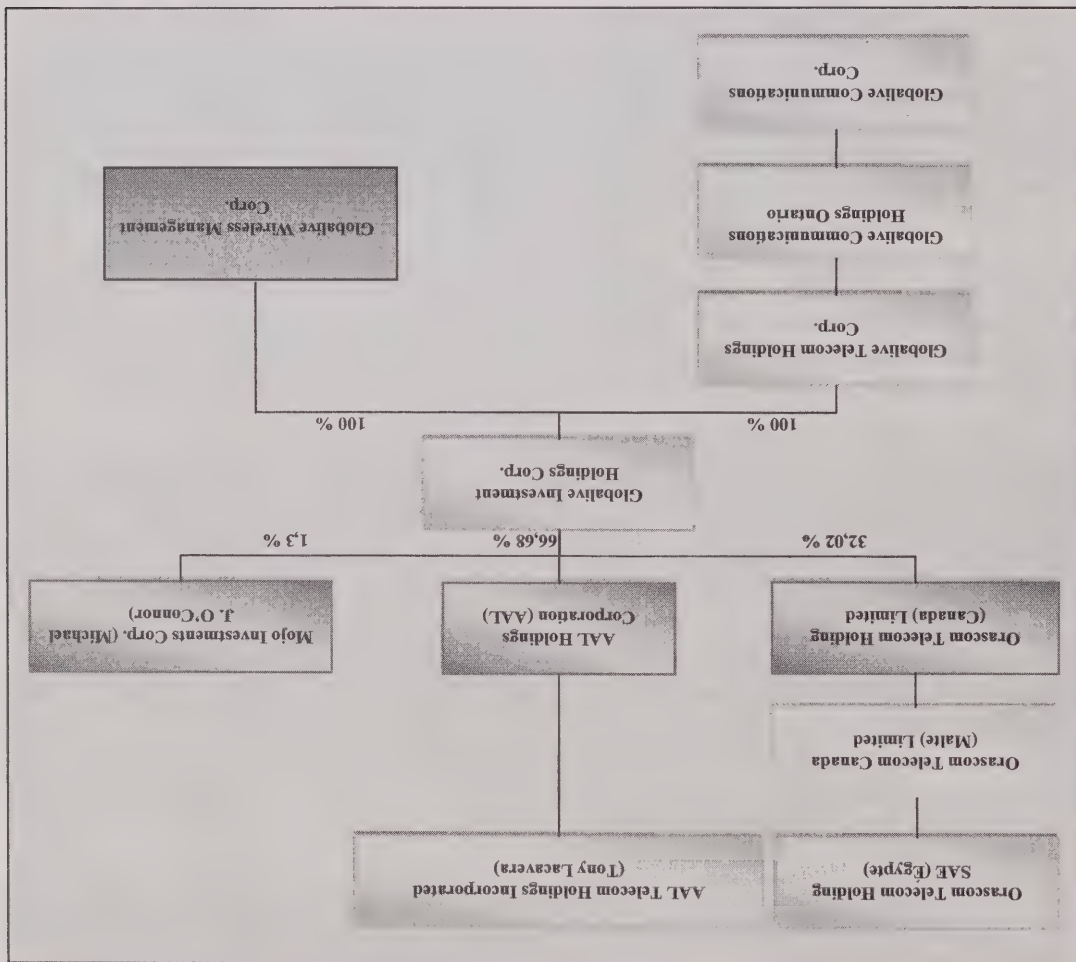 Orascom Telecom Holding
SAE (Égypte)
AAL Telecom Holdings Incorporated
(Tony Lacavera)
Orascom Telecom Canada
(Malte) Limited
Orascom Telecom Holding
(Canada) Limited
AAL Holdings
Corporation (AAL)
Mojo Investments Corp. (Michael
J. O'Connor)
32,02 %
66,68 %
1,3 %
Globalive Investment
Holdings Corp.
100 %
100 %
Globalive Telecom Holdings
Corp.
Globalive Communications
Holdings Ontario
Globalive Wireless Management
Corp.
Globalive Communications
Corp.